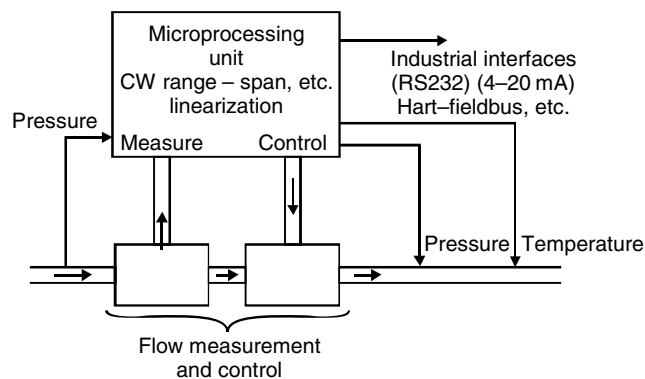 Microprocessing
unit
CW range – span, etc.
linearization
Industrial interfaces
(RS232) (4–20 mA)
Hart–fieldbus, etc.
Pressure
Measure
Control
Pressure
Temperature
Flow measurement
and control